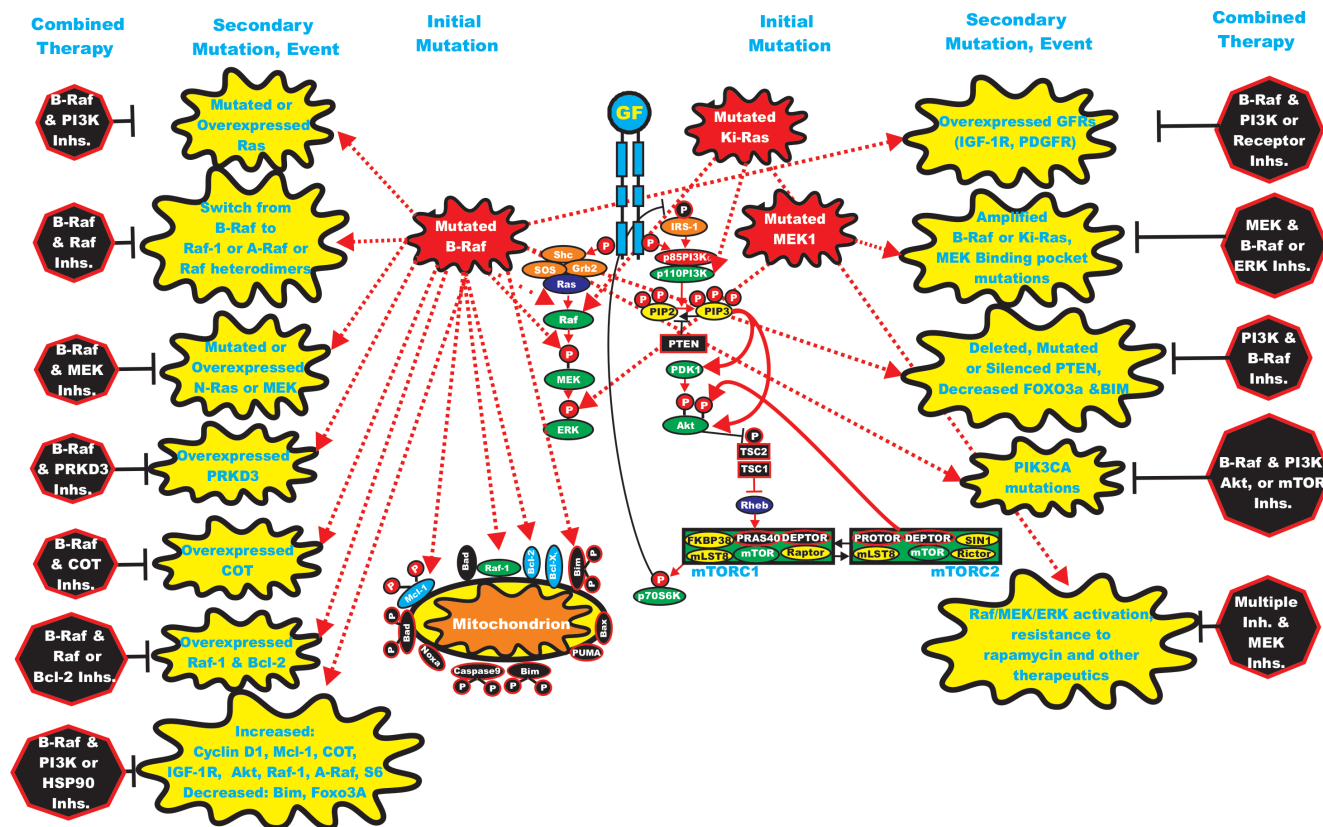 Combined
Therapy
Secondary
Mutation, Event
Initial
Mutation
Initial
Mutation
Secondary
Mutation, Event
Combined
Therapy
B-Raf
& PI3K
Inhs.
Mutated or
Overexpressed
Ras
B-Raf
& Raf
Inhs.
Switch from
B-Raf to
Raf-1 or A-Raf or
Raf heterodimers
B-Raf
& MEK
Inhs.
Mutated or
Overexpressed
N-Ras or MEK
B-Raf
& PRKD3
Inhs.
Overexpressed
PRKD3
B-Raf
& COT
Inhs.
Overexpressed
COT
B-Raf &
Raf or
Bcl-2 Inhs.
Overexpressed
Raf-1 & Bcl-2
B-Raf &
PI3K or
HSP90
Inhs.
Increased:
Cyclin D1, Mcl-1, COT,
IGF-1R, Akt, Raf-1, A-Raf, S6
Decreased: Bim, Foxo3A
Mutated
B-Raf
GF
Mutated
Ki-Ras
Mutated
MEK1
P
IRS-1
P
P
p85PI3K
p110PI3K
Shc
SOS
Grb2
Ras
Raf
P
MEK
P
ERK
P
P
PIP2
P
P
P
PIP3
PTEN
PDK1
P
P
Akt
P
TSC2
TSC1
Rheb
FKBP38
PRAS40
DEPTOR
mLST8
mTOR
Raptor
mTORC1
PROTOR
DEPTOR
SIN1
mLST8
mTOR
Rictor
mTORC2
P
p70S6K
P
P
Mcl-1
Bad
Raf-1
Bcl-2
Bcl-X
Bim
P
P
P
P
Bad
P
Noxa
Mitochondrion
Bax
PUMA
Caspase9
P
P
Bim
P
P
Overexpressed GFRs
(IGF-1R, PDGFR)
B-Raf &
PI3K or
Receptor
Inhs.
Amplified
B-Raf or Ki-Ras,
MEK Binding pocket
mutations
MEK &
B-Raf or
ERK Inhs.
Deleted, Mutated
or Silenced PTEN,
Decreased FOXO3a &BIM
PI3K &
B-Raf
Inhs.
PIK3CA
mutations
B-Raf & PI3K
Akt, or mTOR
Inhs.
Raf/MEK/ERK activation,
resistance to
rapamycin and other
therapeutics
Multiple
Inh. &
MEK
Inhs.